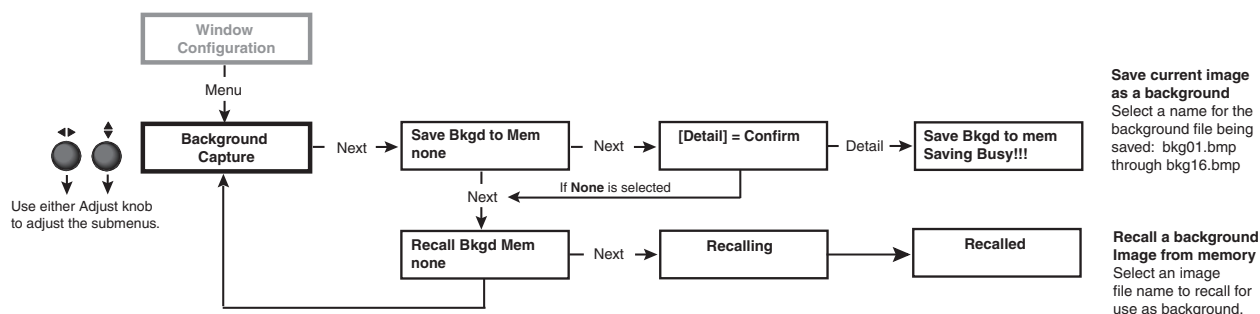 Window
Configuration
Menu
Background
Capture
Next
Save Bkgd to Mem
none
Next
[Detail] = Confirm
Detail
Save Bkgd to mem
Saving Busy!!!
Save current image
as a background
Select a name for the
background file being
saved: bkg01.bmp
through bkg16.bmp
Use either Adjust knob
to adjust the submenus.
Next
If None is selected
Recall Bkgd Mem
none
Next
Recalling
Recalled
Recall a background
Image from memory
Select an image
file name to recall for
use as background.